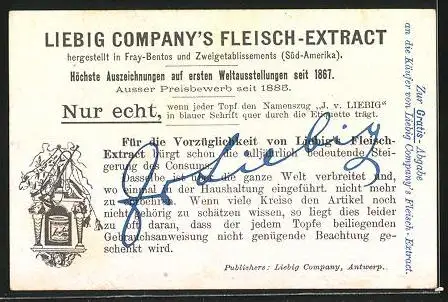 LIEBIG COMPANY'S FLEISCH-EXTRACT
hergestellt in Fray-Bentos und Zweigetablissements (Süd-Amerika).
Höchste Auszeichnungen auf ersten Weltausstellungen seit 1867.
Ausser Preisbewerb seit 1885.
Nur echt, wenn jeder Topf den Namenszug „J. v. LIEBIG"
in blauer Schrift quer durch die Etiquette trägt.
Für die Vorzüglichkeit von Liebig's Fleisch-
Extract bürgt schon die alljährlich bedeutende Stei-
gerung des Consums.
Dasselbe ist über die ganze Welt verbreitet und,
wo einmal in der Haushaltung eingeführt, nicht mehr
zu entbehren. Wenn viele Kreise den Artikel noch
nicht gehörig zu schätzen wissen, so liegt dies leider
zu oft daran, dass der jedem Topfe beiliegenden
Gebrauchsanweisung nicht genügende Beachtung ge-
schenkt wird.
J v Liebig
Publishers: Liebig Company, Antwerp.
Zur Gratis-Abgabe
an die Käufer von Liebig Company's Fleisch-Extract.